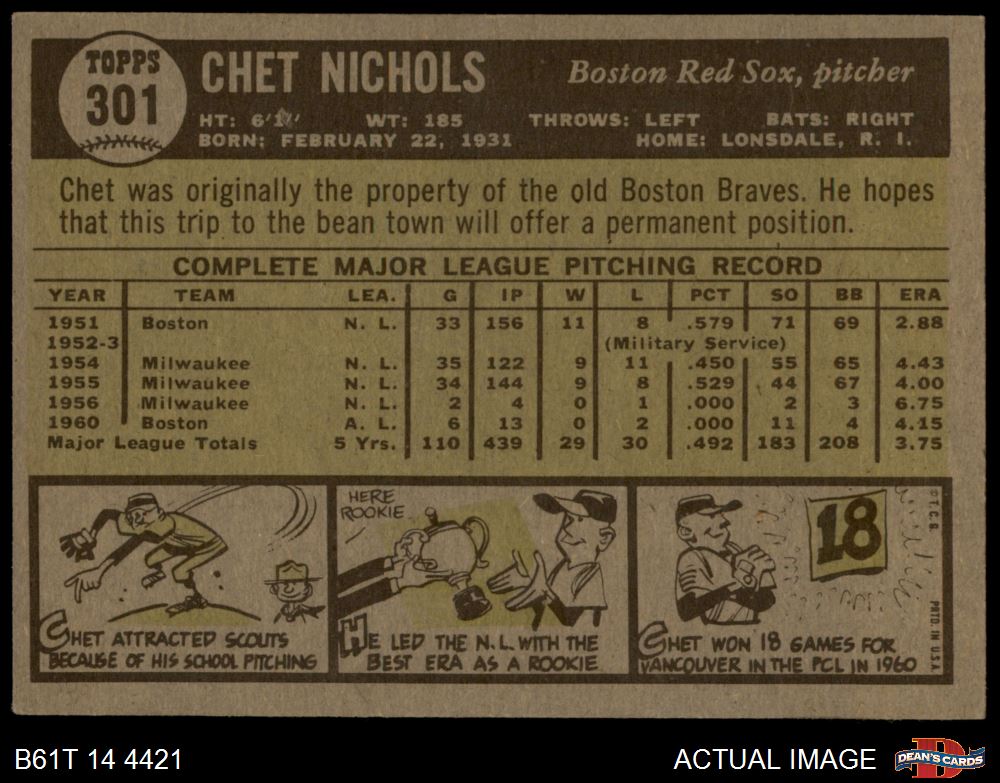 TOPPS
301
CHET NICHOLS
Boston Red Sox, pitcher
HT: 6'1" WT: 185 THROWS: LEFT BATS: RIGHT
BORN: FEBRUARY 22, 1931 HOME: LONSDALE, R. I.
Chet was originally the property of the old Boston Braves. He hopes
that this trip to the bean town will offer a permanent position.
COMPLETE MAJOR LEAGUE PITCHING RECORD
YEAR TEAM LEA. G IP W L PCT SO BB ERA
1951 Boston N. L. 33 156 11 8 .579 71 69 2.88
1952-3 (Military Service)
1954 Milwaukee N. L. 35 122 9 11 .450 55 65 4.43
1955 Milwaukee N. L. 34 144 9 8 .529 44 67 4.00
1956 Milwaukee N. L. 2 4 0 1 .000 2 3 6.75
1960 Boston A. L. 6 13 0 2 .000 11 4 4.15
Major League Totals 5 Yrs. 110 439 29 30 .492 183 208 3.75
CHET ATTRACTED SCOUTS
BECAUSE OF HIS SCHOOL PITCHING
HERE
ROOKIE
HE LED THE N.L. WITH THE
BEST ERA AS A ROOKIE
18
CHET WON 18 GAMES FOR
VANCOUVER IN THE PCL IN 1960
© T. C. G.
PRTD. IN U.S.A.
B61T 14 4421
ACTUAL IMAGE
DEAN'S CARDS